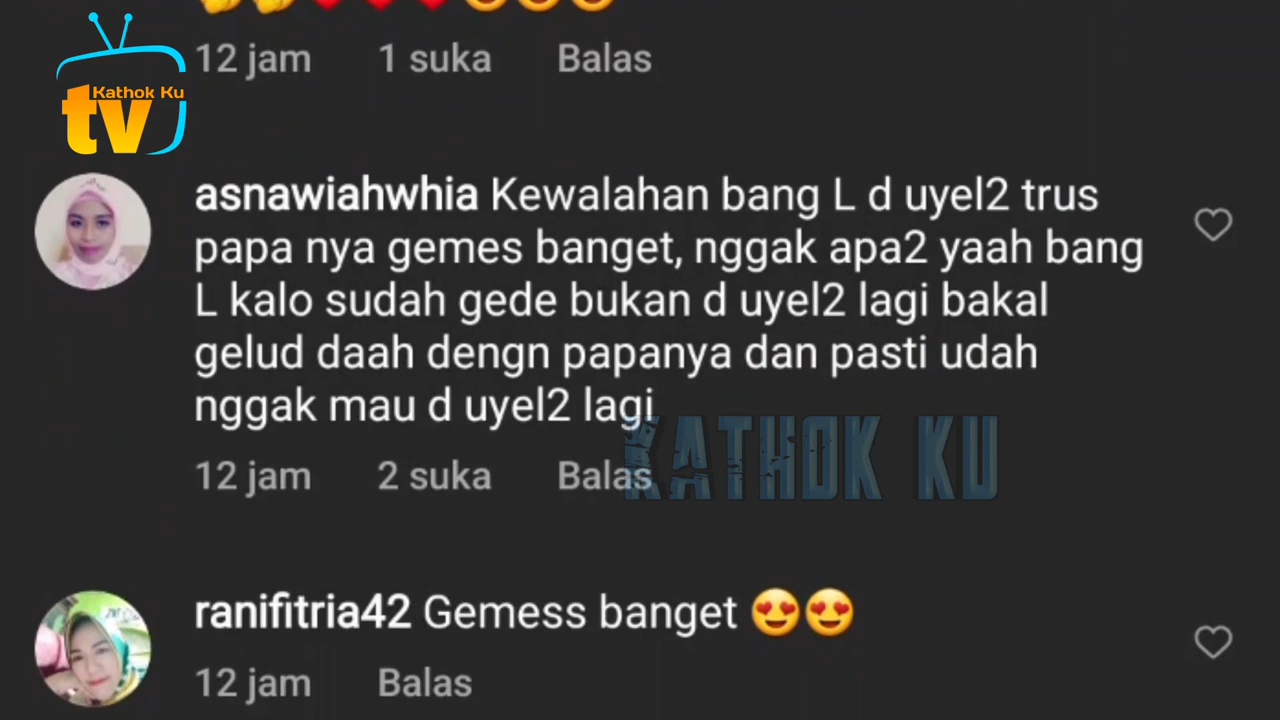 12 jam 1 suka Balas
Kathok Ku
tv
asnawiahwhia Kewalahan bang L d uyel2 trus
papa nya gemes banget, nggak apa2 yaah bang
L kalo sudah gede bukan d uyel2 lagi bakal
gelud daah dengn papanya dan pasti udah
nggak mau d uyel2 lagi
KATHOK KU
12 jam 2 suka Balas
ranifitria42 Gemess banget 😍😍
12 jam Balas